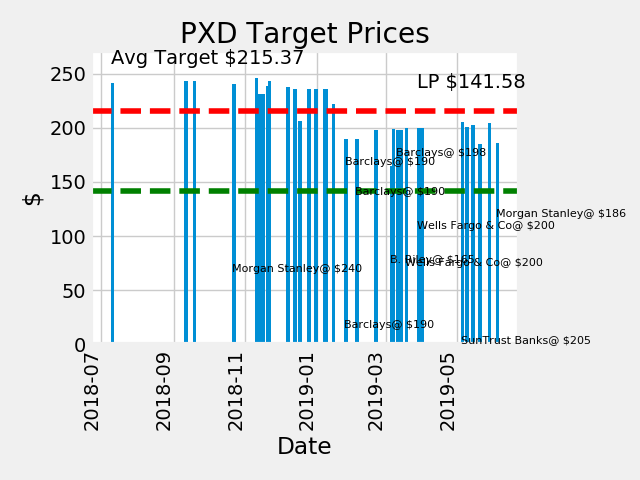 PXD Target Prices
Avg Target $215.37
LP $141.58
250
200
150
100
50
0
$
Barclays@ $198
Barclays@ $190
Barclays@ $190
Morgan Stanley@ $186
Wells Fargo & Co@ $200
B. Riley@ $165
Wells Fargo & Co@ $200
Morgan Stanley@ $240
Barclays@ $190
SunTrust Banks@ $205
2018-07
2018-09
2018-11
2019-01
2019-03
2019-05
Date